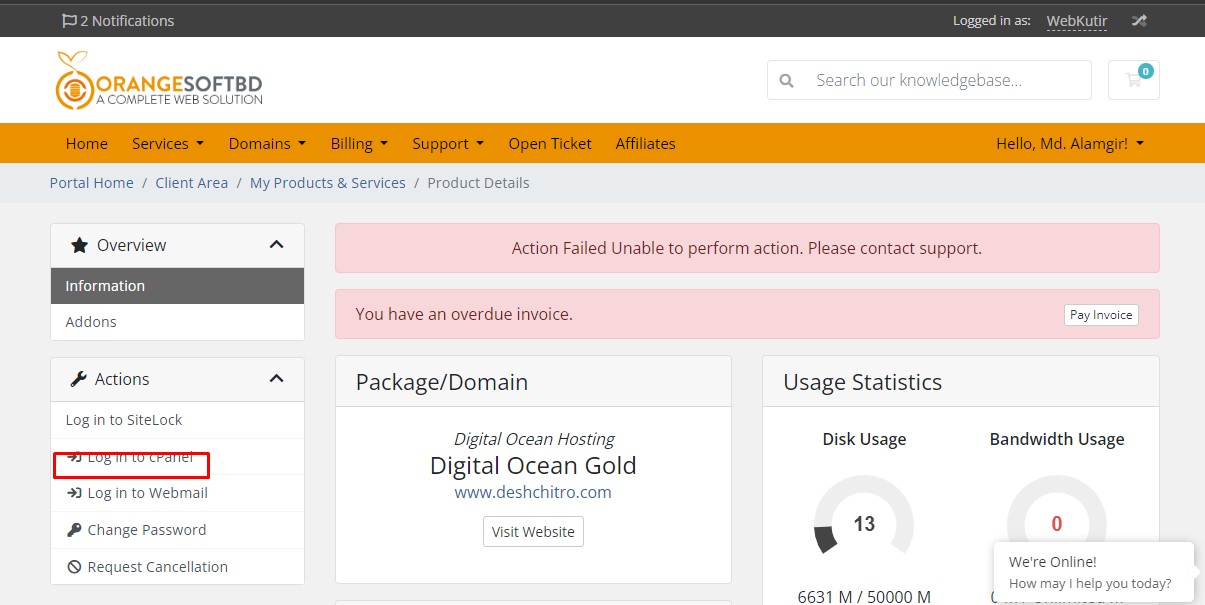 2 Notifications
Logged in as: WebKutir
ORANGESOFTBD
A COMPLETE WEB SOLUTION
Search our knowledgebase...
0
Home Services Domains Billing Support Open Ticket Affiliates Hello, Md. Alamgir!
Portal Home / Client Area / My Products & Services / Product Details
Overview
Information
Addons
Actions
Log in to SiteLock
Log in to cPanel
Log in to Webmail
Change Password
Request Cancellation
Action Failed Unable to perform action. Please contact support.
You have an overdue invoice.
Pay Invoice
Package/Domain
Digital Ocean Hosting
Digital Ocean Gold
www.deshchitro.com
Visit Website
Usage Statistics
Disk Usage
13
6631 M / 50000 M
Bandwidth Usage
0
We're Online!
How may I help you today?